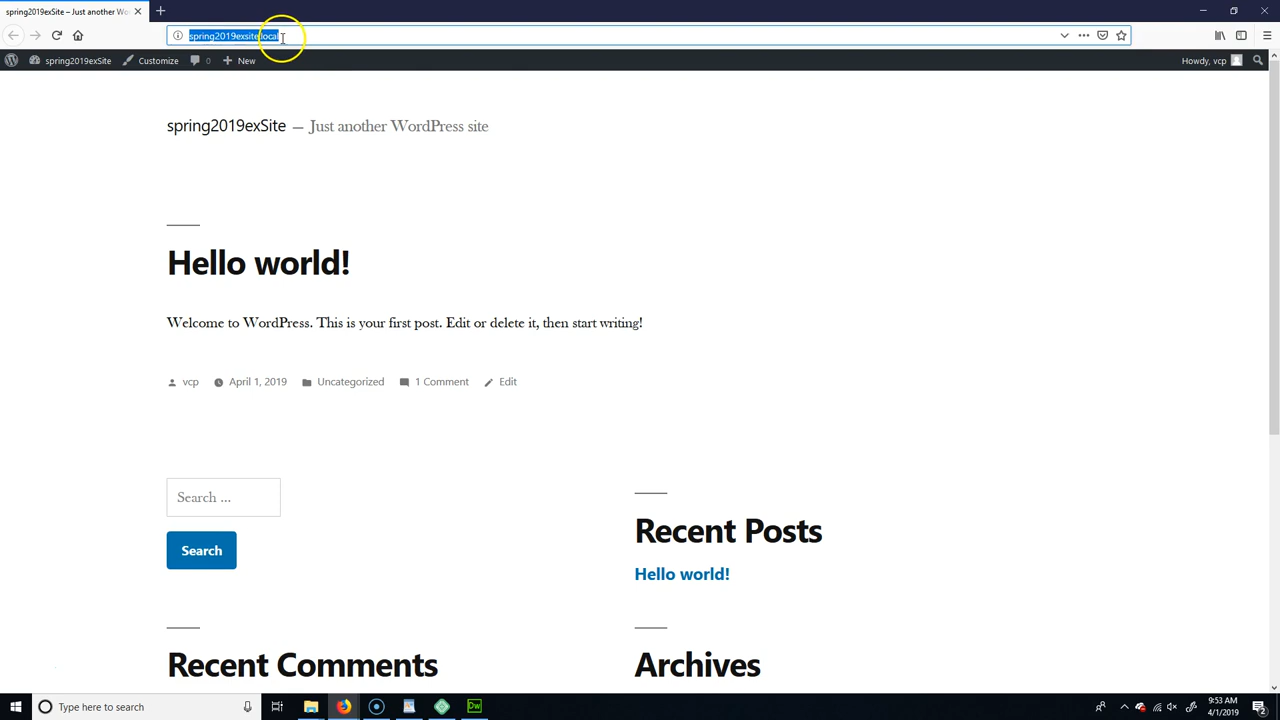 spring2019exSite – Just another Wo
spring2019exsite.local
spring2019exSite Customize 0 New Howdy, vcp
spring2019exSite — Just another WordPress site
Hello world!
Welcome to WordPress. This is your first post. Edit or delete it, then start writing!
vcp April 1, 2019 Uncategorized 1 Comment Edit
Search ...
Search
Recent Posts
Hello world!
Recent Comments
Archives
Type here to search
Dw
9:53 AM
4/1/2019
2